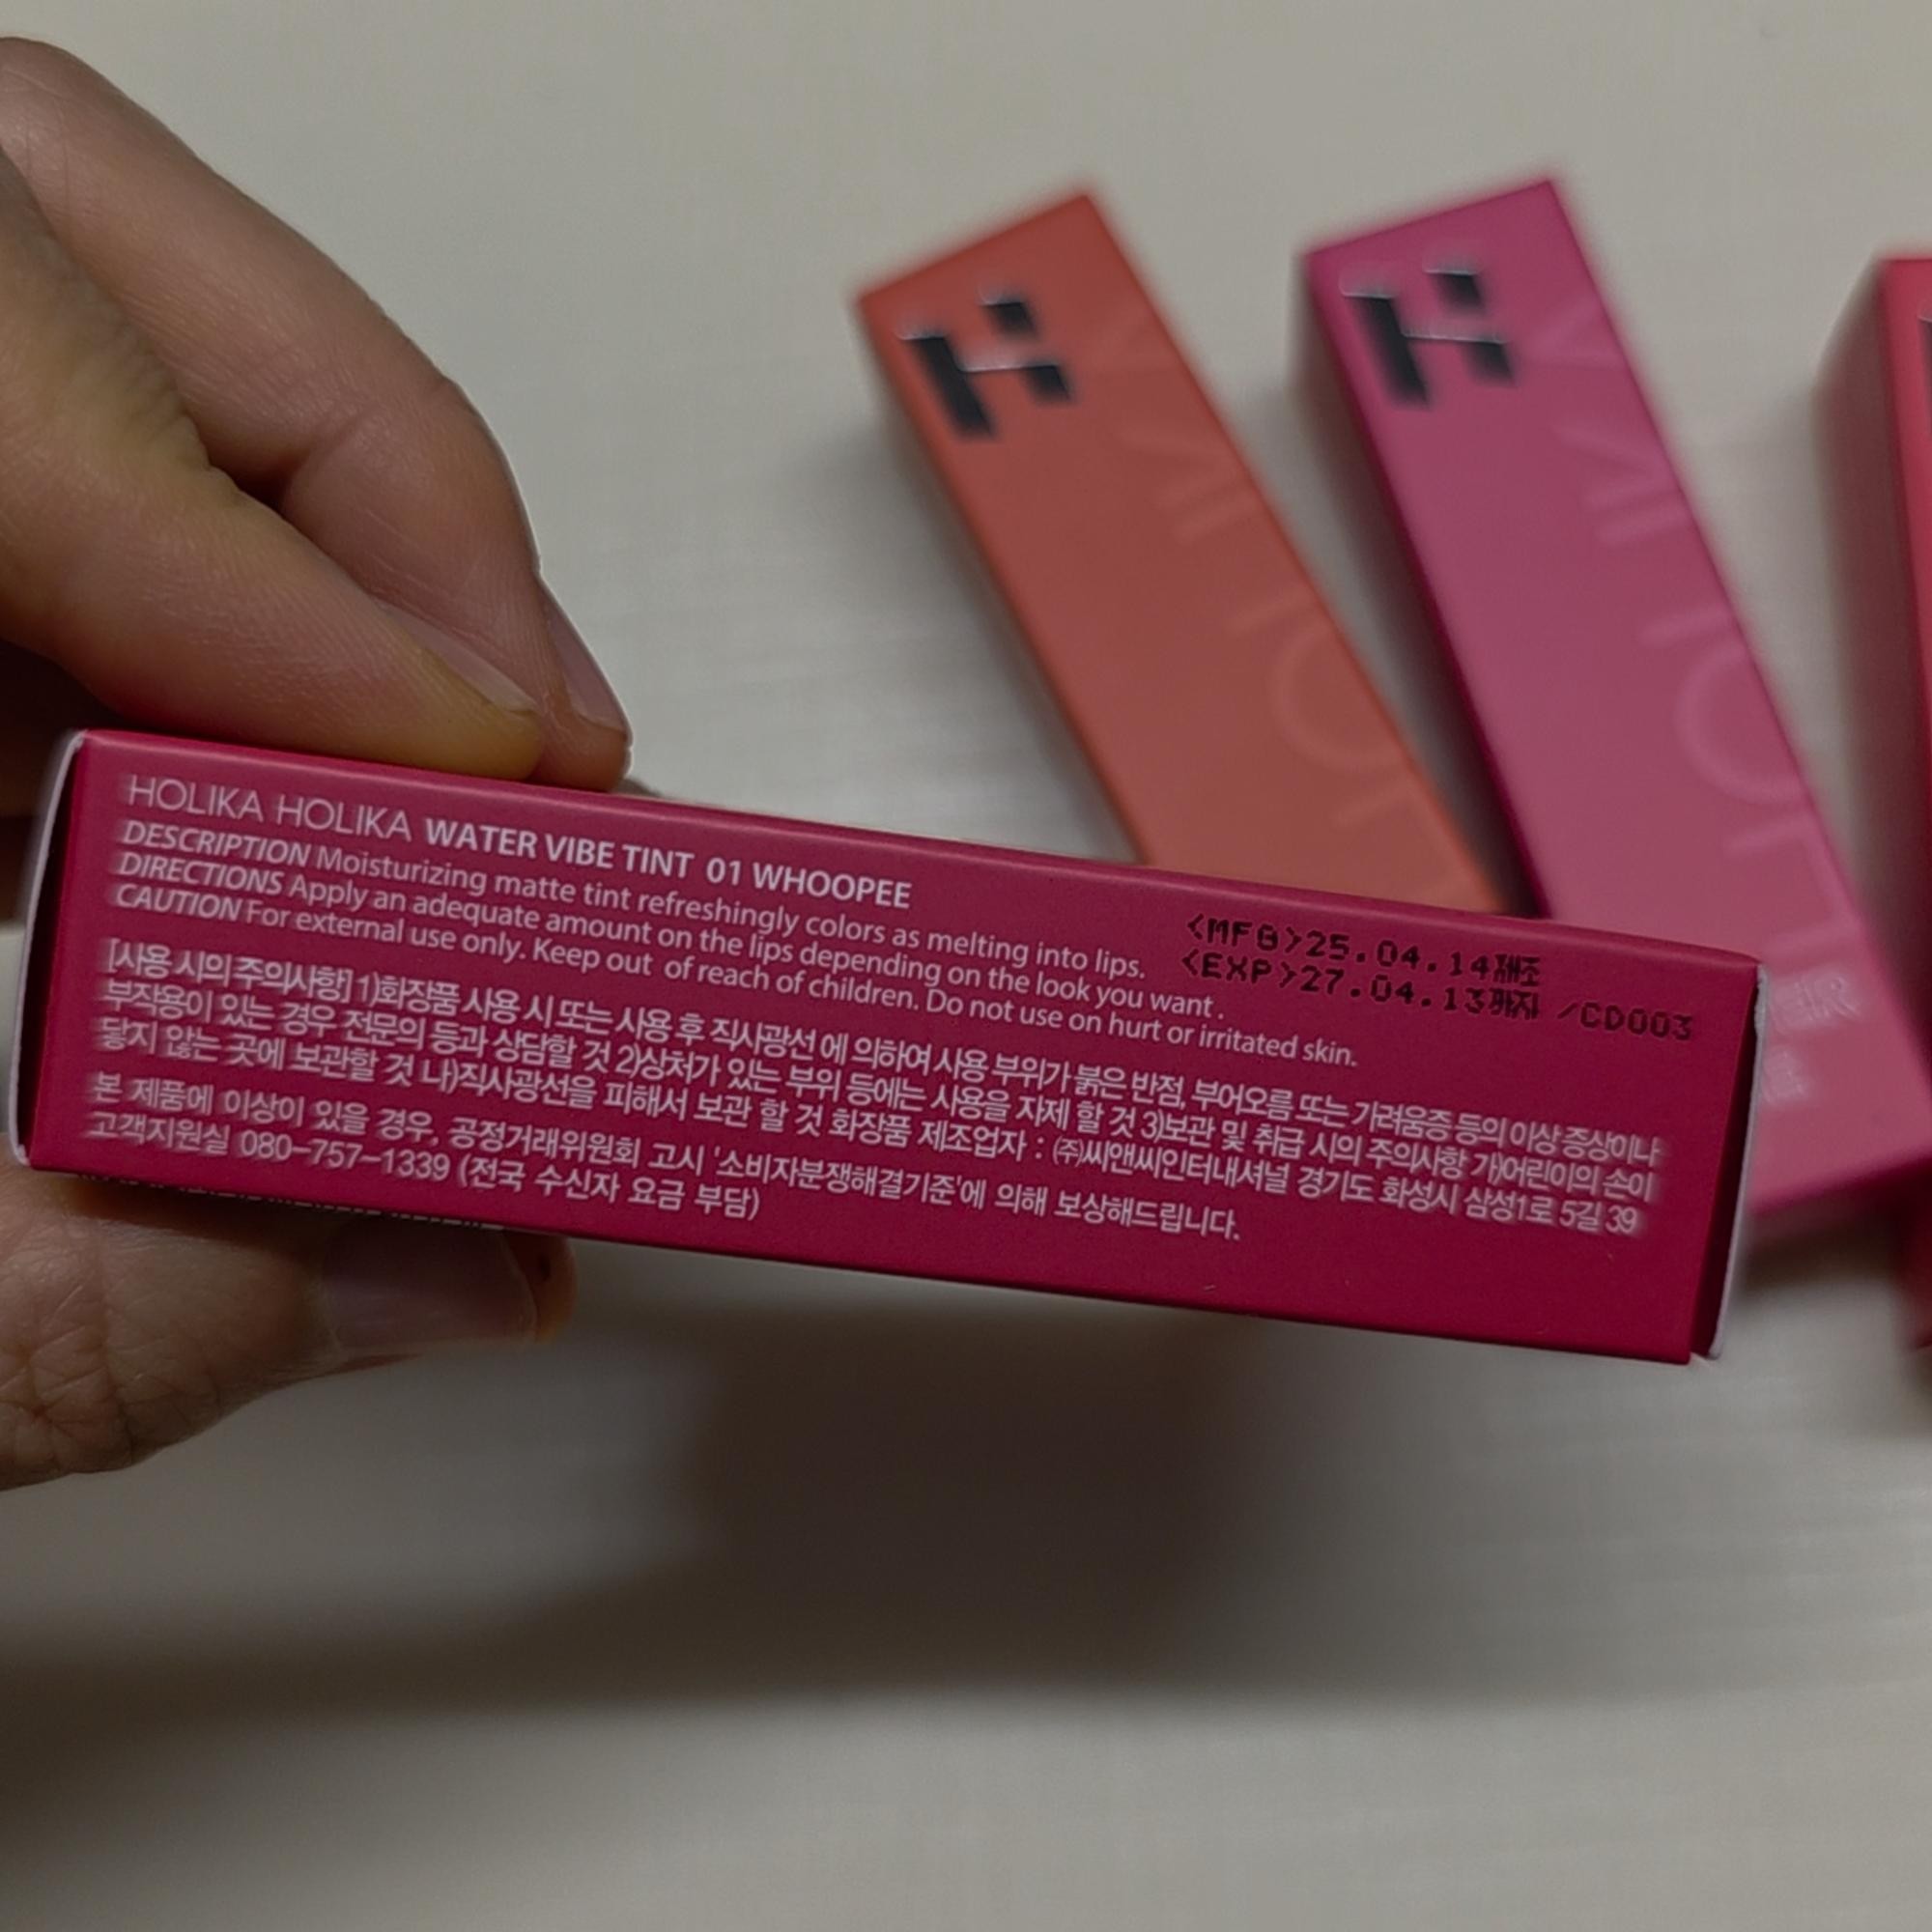 HOLIKA HOLIKA WATER VIBE TINT 01 WHOOPEE
DESCRIPTION Moisturizing matte tint refreshingly colors as melting into lips.
DIRECTIONS Apply an adequate amount on the lips depending on the look you want.
CAUTION For external use only. Keep out of reach of children. Do not use on hurt or irritated skin.
<MFG>25.04.14제조
<EXP>27.04.13까지 /CD003
[사용 시의 주의사항] 1)화장품 사용 시 또는 사용 후 직사광선에 의하여 사용 부위가 붉은 반점, 부어오름 또는 가려움증 등의 이상 증상이나
부작용이 있는 경우 전문의 등과 상담할 것 2)상처가 있는 부위 등에는 사용을 자제 할 것 3)보관 및 취급 시의 주의사항 가)어린이의 손이
닿지 않는 곳에 보관할 것 나)직사광선을 피해서 보관 할 것 화장품 제조업자 : ㈜씨앤씨인터내셔널 경기도 화성시 삼성1로 5길 39
본 제품에 이상이 있을 경우, 공정거래위원회 고시 '소비자분쟁해결기준'에 의해 보상해드립니다.
고객지원실 080-757-1339 (전국 수신자 요금 부담)